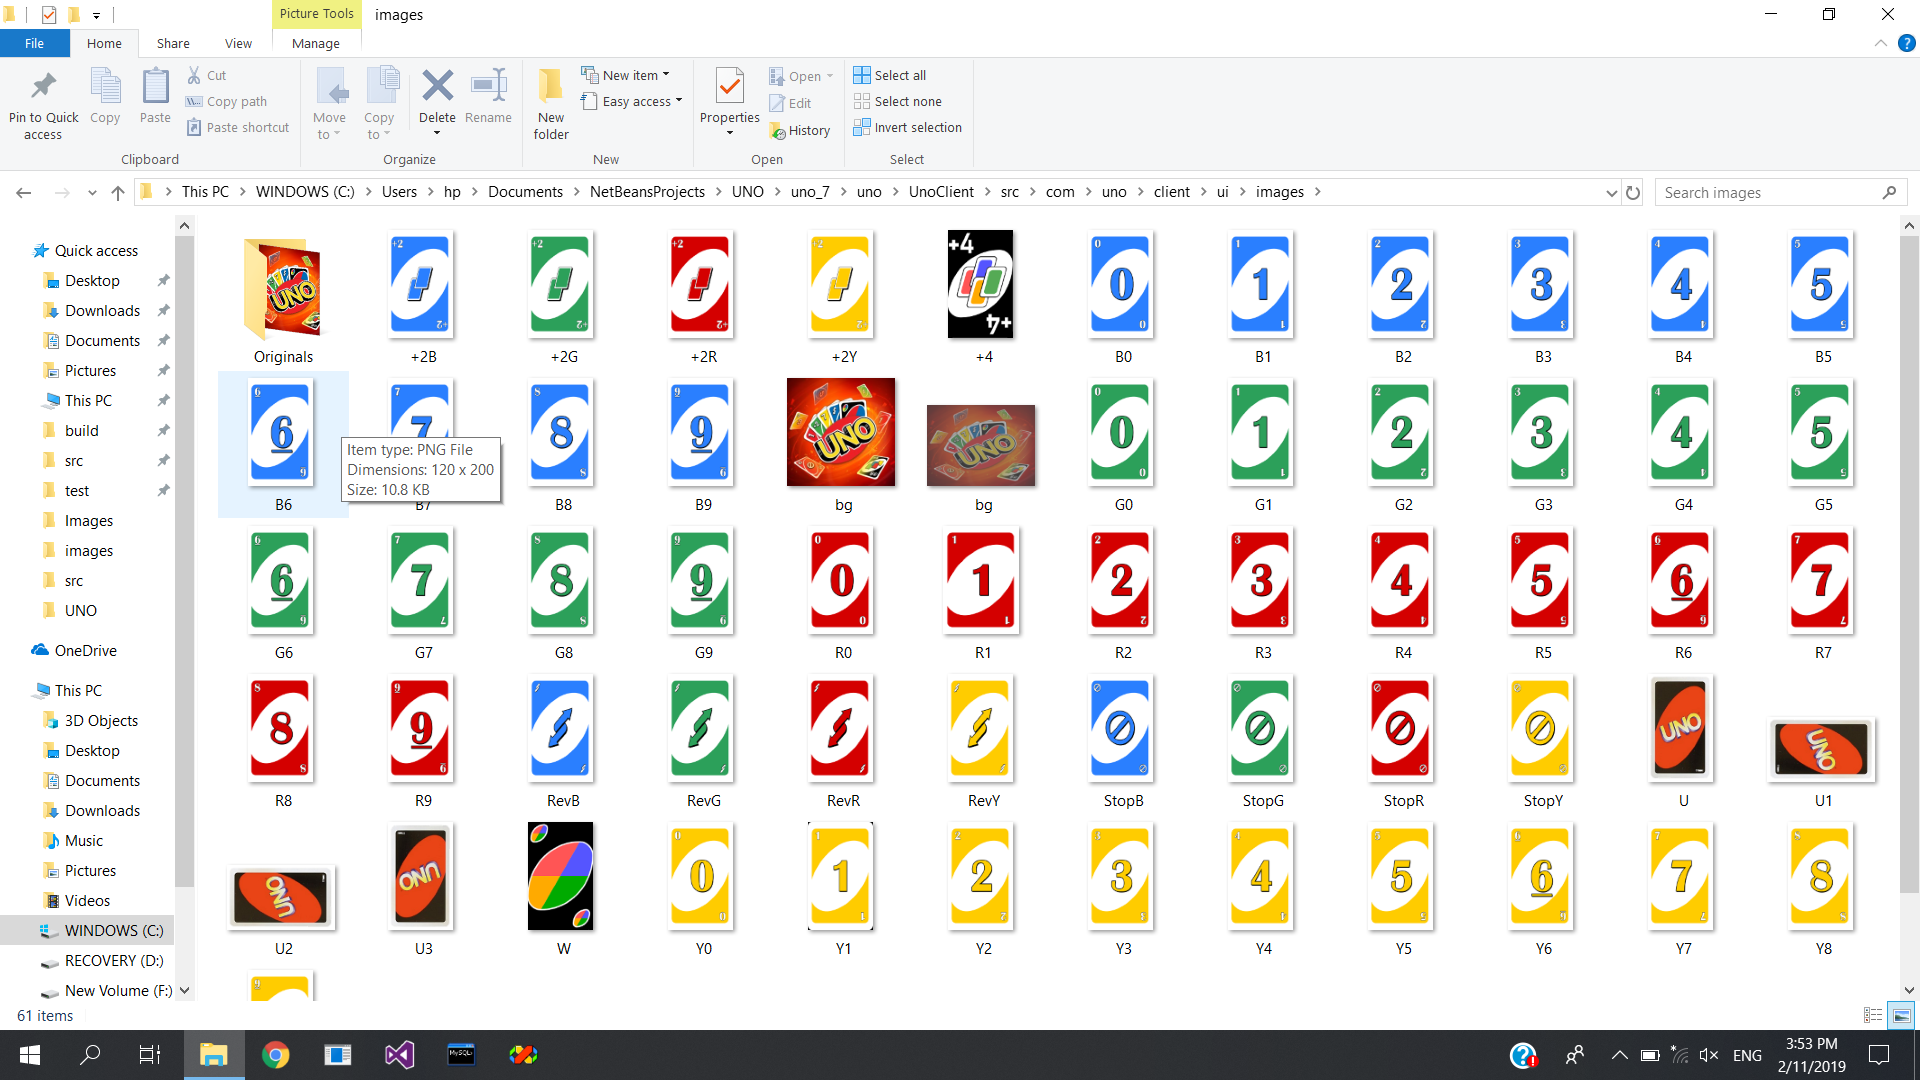 Picture Tools
images
File
Home
Share
View
Manage
Pin to Quick access
Copy
Paste
Cut
Copy path
Paste shortcut
Clipboard
Move to
Copy to
Delete
Rename
Organize
New folder
New item
Easy access
New
Properties
Open
Edit
History
Open
Select all
Select none
Invert selection
Select
This PC > WINDOWS (C:) > Users > hp > Documents > NetBeansProjects > UNO > uno_7 > uno > UnoClient > src > com > uno > client > ui > images >
Search images
Quick access
Desktop
Downloads
Documents
Pictures
This PC
build
src
test
Images
images
src
UNO
OneDrive
This PC
3D Objects
Desktop
Documents
Downloads
Music
Pictures
Videos
WINDOWS (C:)
RECOVERY (D:)
New Volume (F:)
Originals +2B +2G +2R +2Y +4 B0 B1 B2 B3 B4 B5
B6 B7 B8 B9 bg bg G0 G1 G2 G3 G4 G5
Item type: PNG File
Dimensions: 120 x 200
Size: 10.8 KB
G6 G7 G8 G9 R0 R1 R2 R3 R4 R5 R6 R7
R8 R9 RevB RevG RevR RevY StopB StopG StopR StopY U U1
U2 U3 W Y0 Y1 Y2 Y3 Y4 Y5 Y6 Y7 Y8
61 items
MySQL
ENG
3:53 PM
2/11/2019